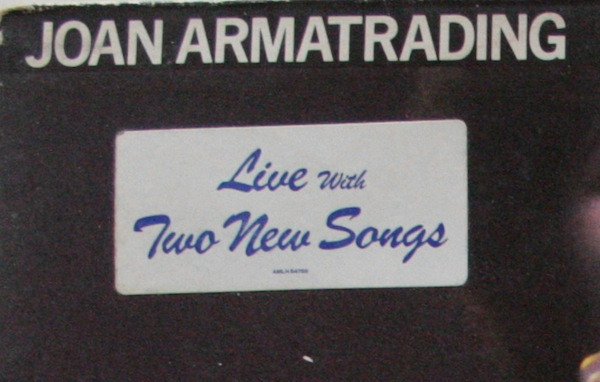 JOAN ARMATRADING
Live With
Two New Songs